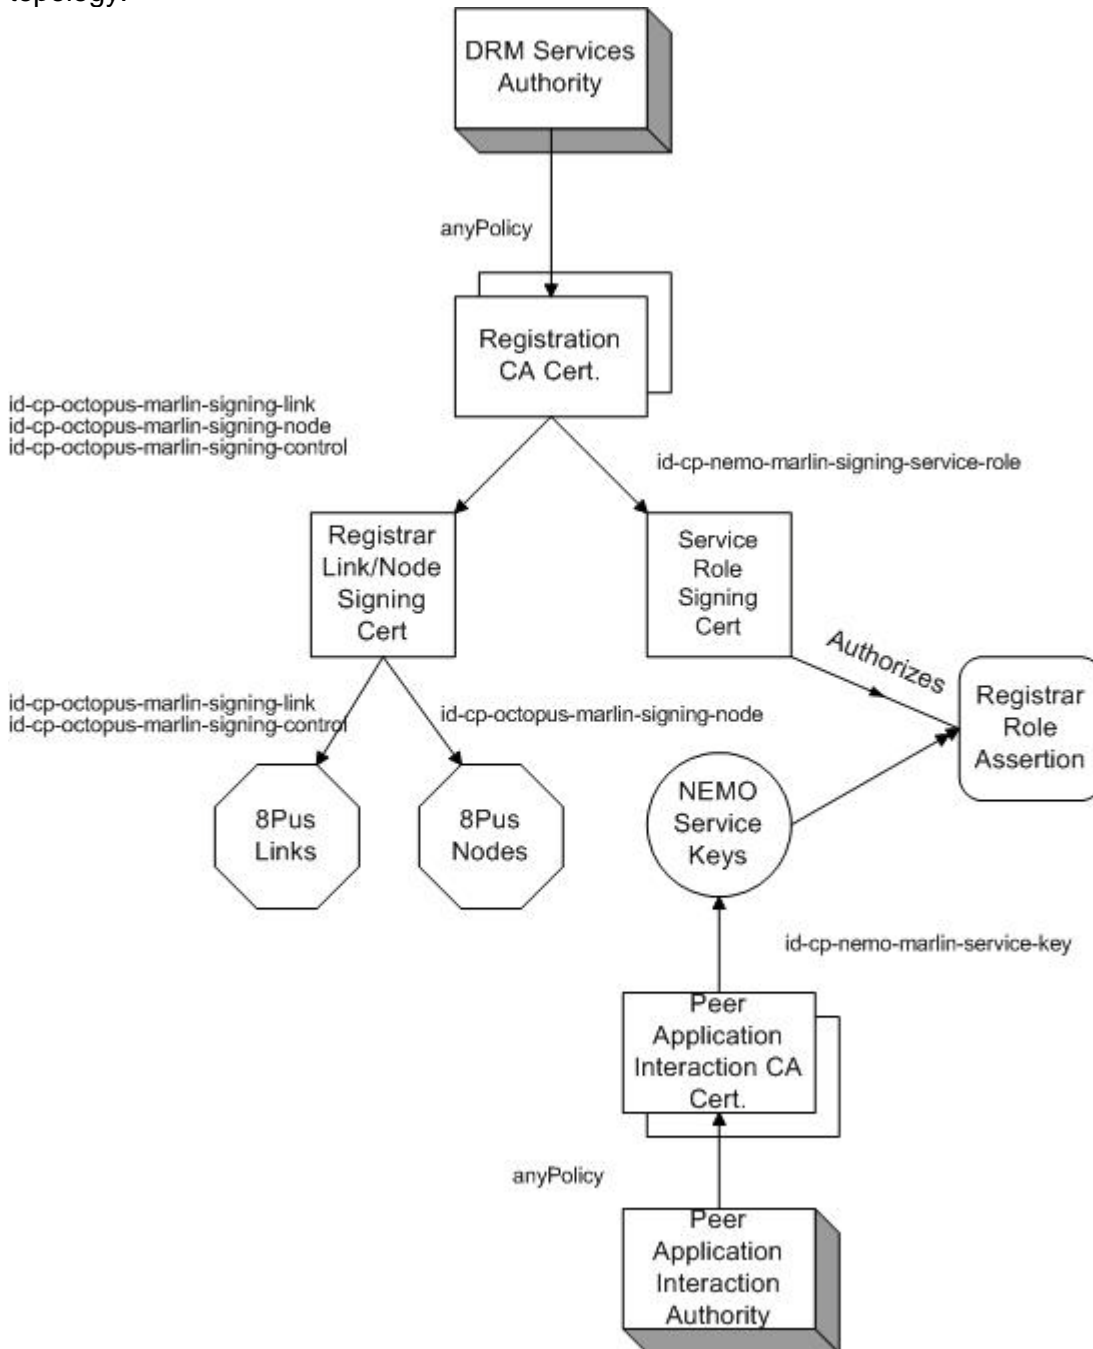 topology.
DRM Services
Authority
anyPolicy
Registration
CA Cert.
id-cp-octopus-marlin-signing-link
id-cp-octopus-marlin-signing-node
id-cp-octopus-marlin-signing-control
id-cp-nemo-marlin-signing-service-role
Registrar
Link/Node
Signing
Cert
Service
Role
Signing
Cert
Authorizes
Registrar
Role
Assertion
id-cp-octopus-marlin-signing-link
id-cp-octopus-marlin-signing-control
id-cp-octopus-marlin-signing-node
8Pus
Links
8Pus
Nodes
NEMO
Service
Keys
id-cp-nemo-marlin-service-key
Peer
Application
Interaction CA
Cert.
anyPolicy
Peer
Application
Interaction
Authority